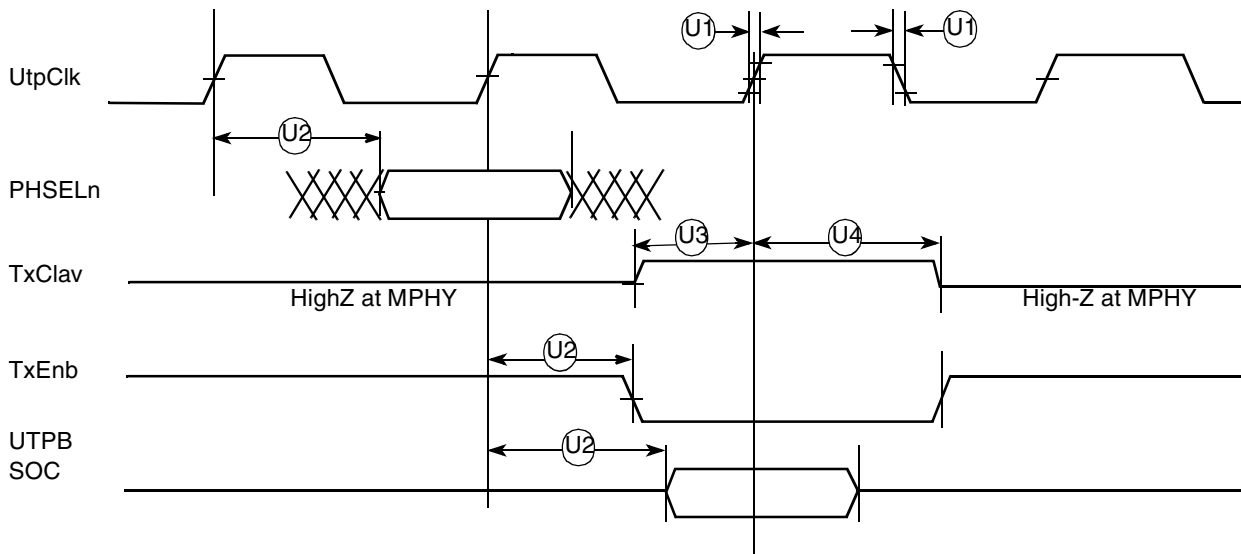 U1
U1
UtpClk
U2
PHSELn
U3
U4
TxClav
HighZ at MPHY
High-Z at MPHY
U2
TxEnb
UTPB
SOC
U2